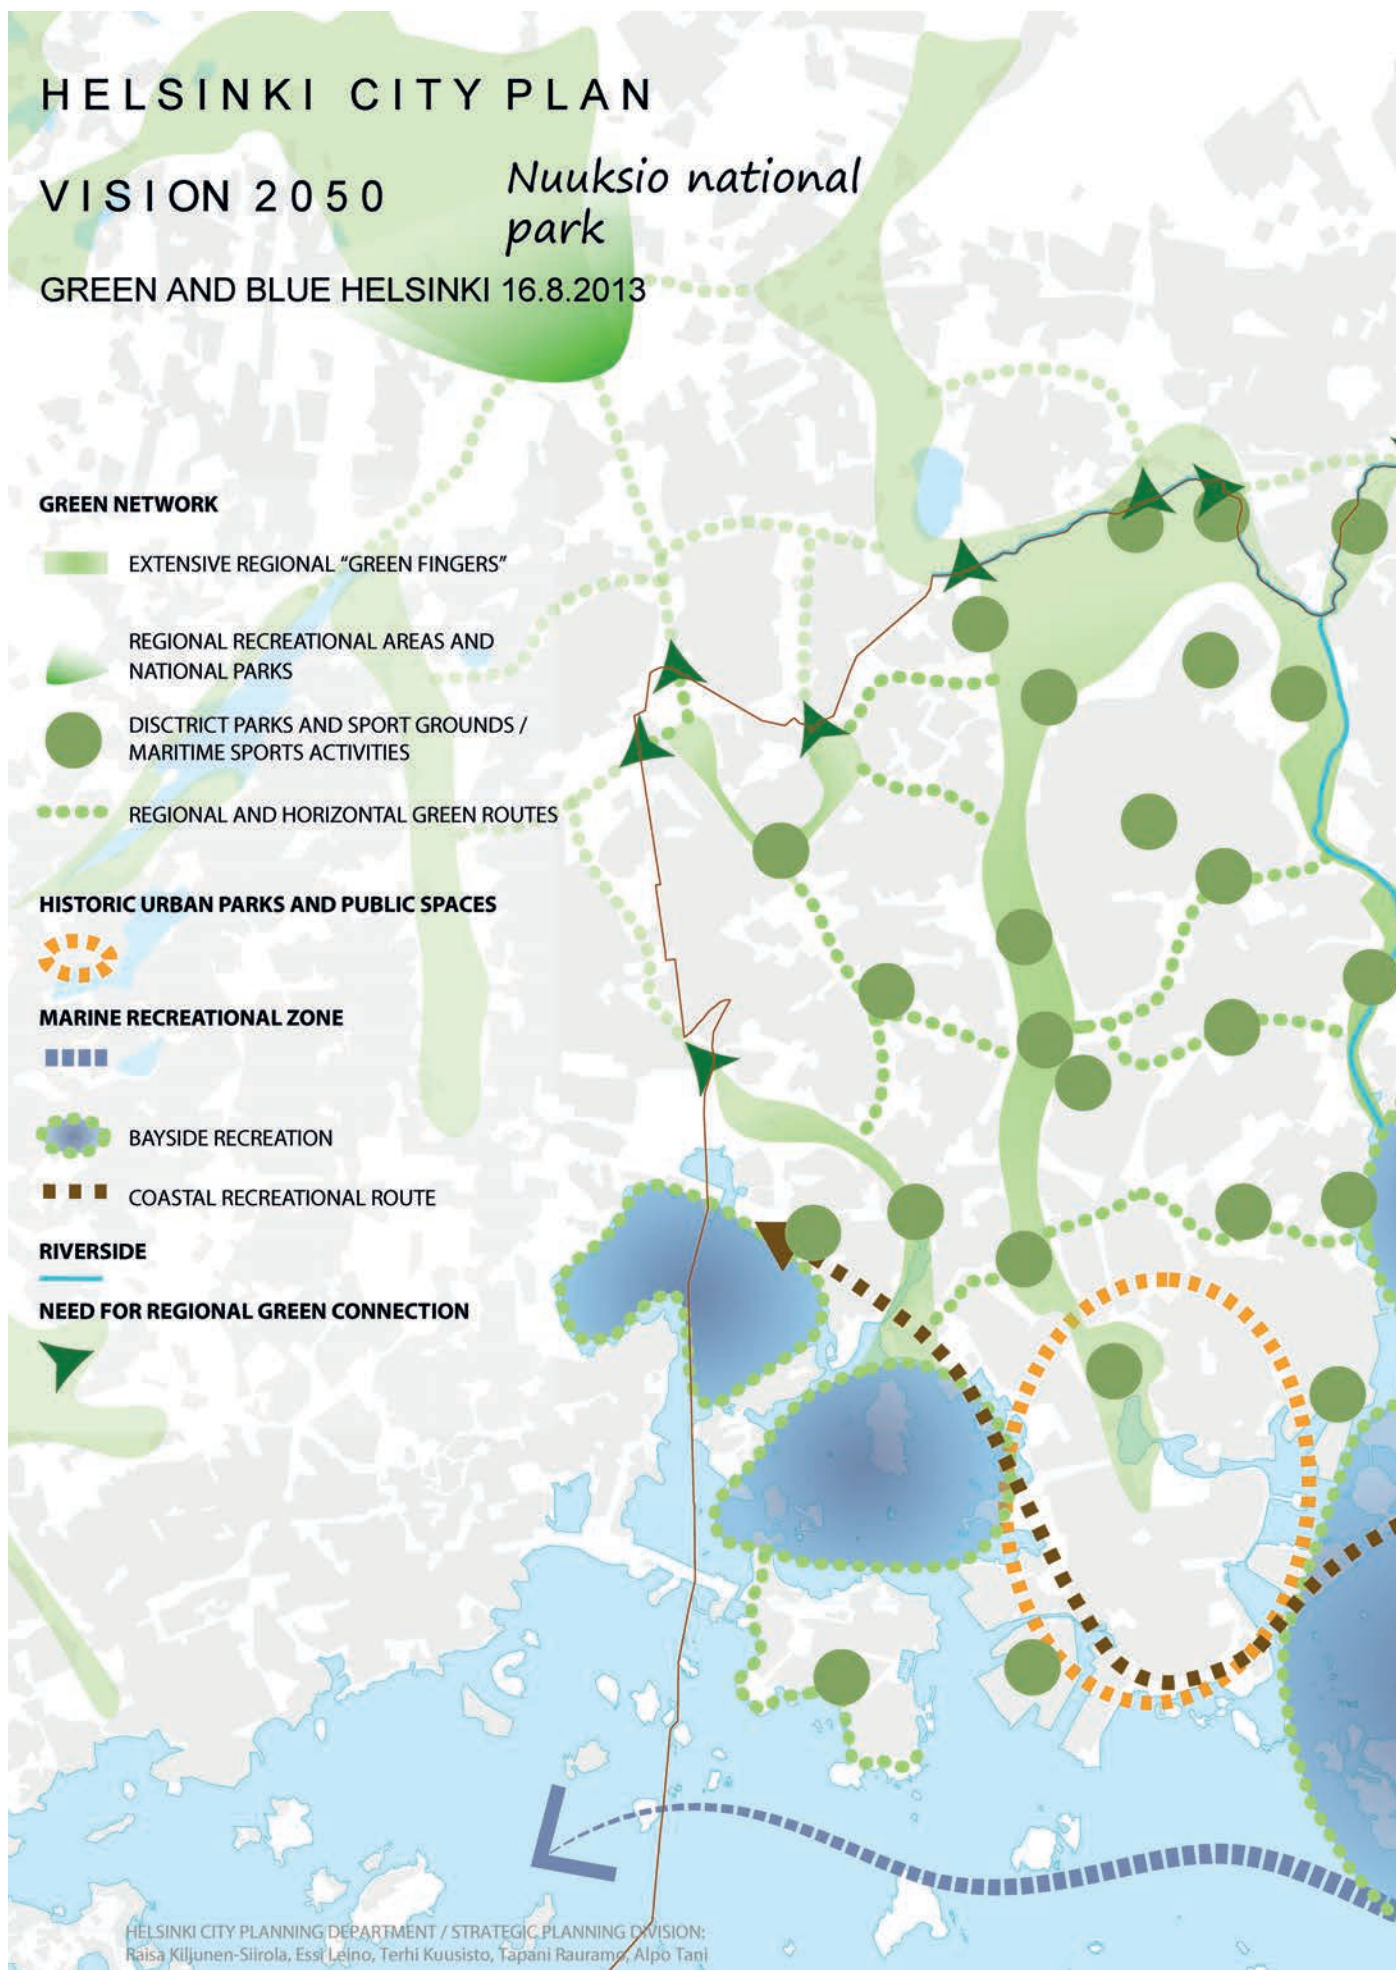 HELSINKI CITY PLAN
VISION 2050
Nuuksio national
park
GREEN AND BLUE HELSINKI 16.8.2013
GREEN NETWORK
EXTENSIVE REGIONAL “GREEN FINGERS”
REGIONAL RECREATIONAL AREAS AND
NATIONAL PARKS
DISCTRICT PARKS AND SPORT GROUNDS /
MARITIME SPORTS ACTIVITIES
REGIONAL AND HORIZONTAL GREEN ROUTES
HISTORIC URBAN PARKS AND PUBLIC SPACES
MARINE RECREATIONAL ZONE
BAYSIDE RECREATION
COASTAL RECREATIONAL ROUTE
RIVERSIDE
NEED FOR REGIONAL GREEN CONNECTION
HELSINKI CITY PLANNING DEPARTMENT / STRATEGIC PLANNING DIVISION:
Raisa Kiljunen-Siirola, Essi Leino, Terhi Kuusisto, Tapani Rauramo, Alpo Tani